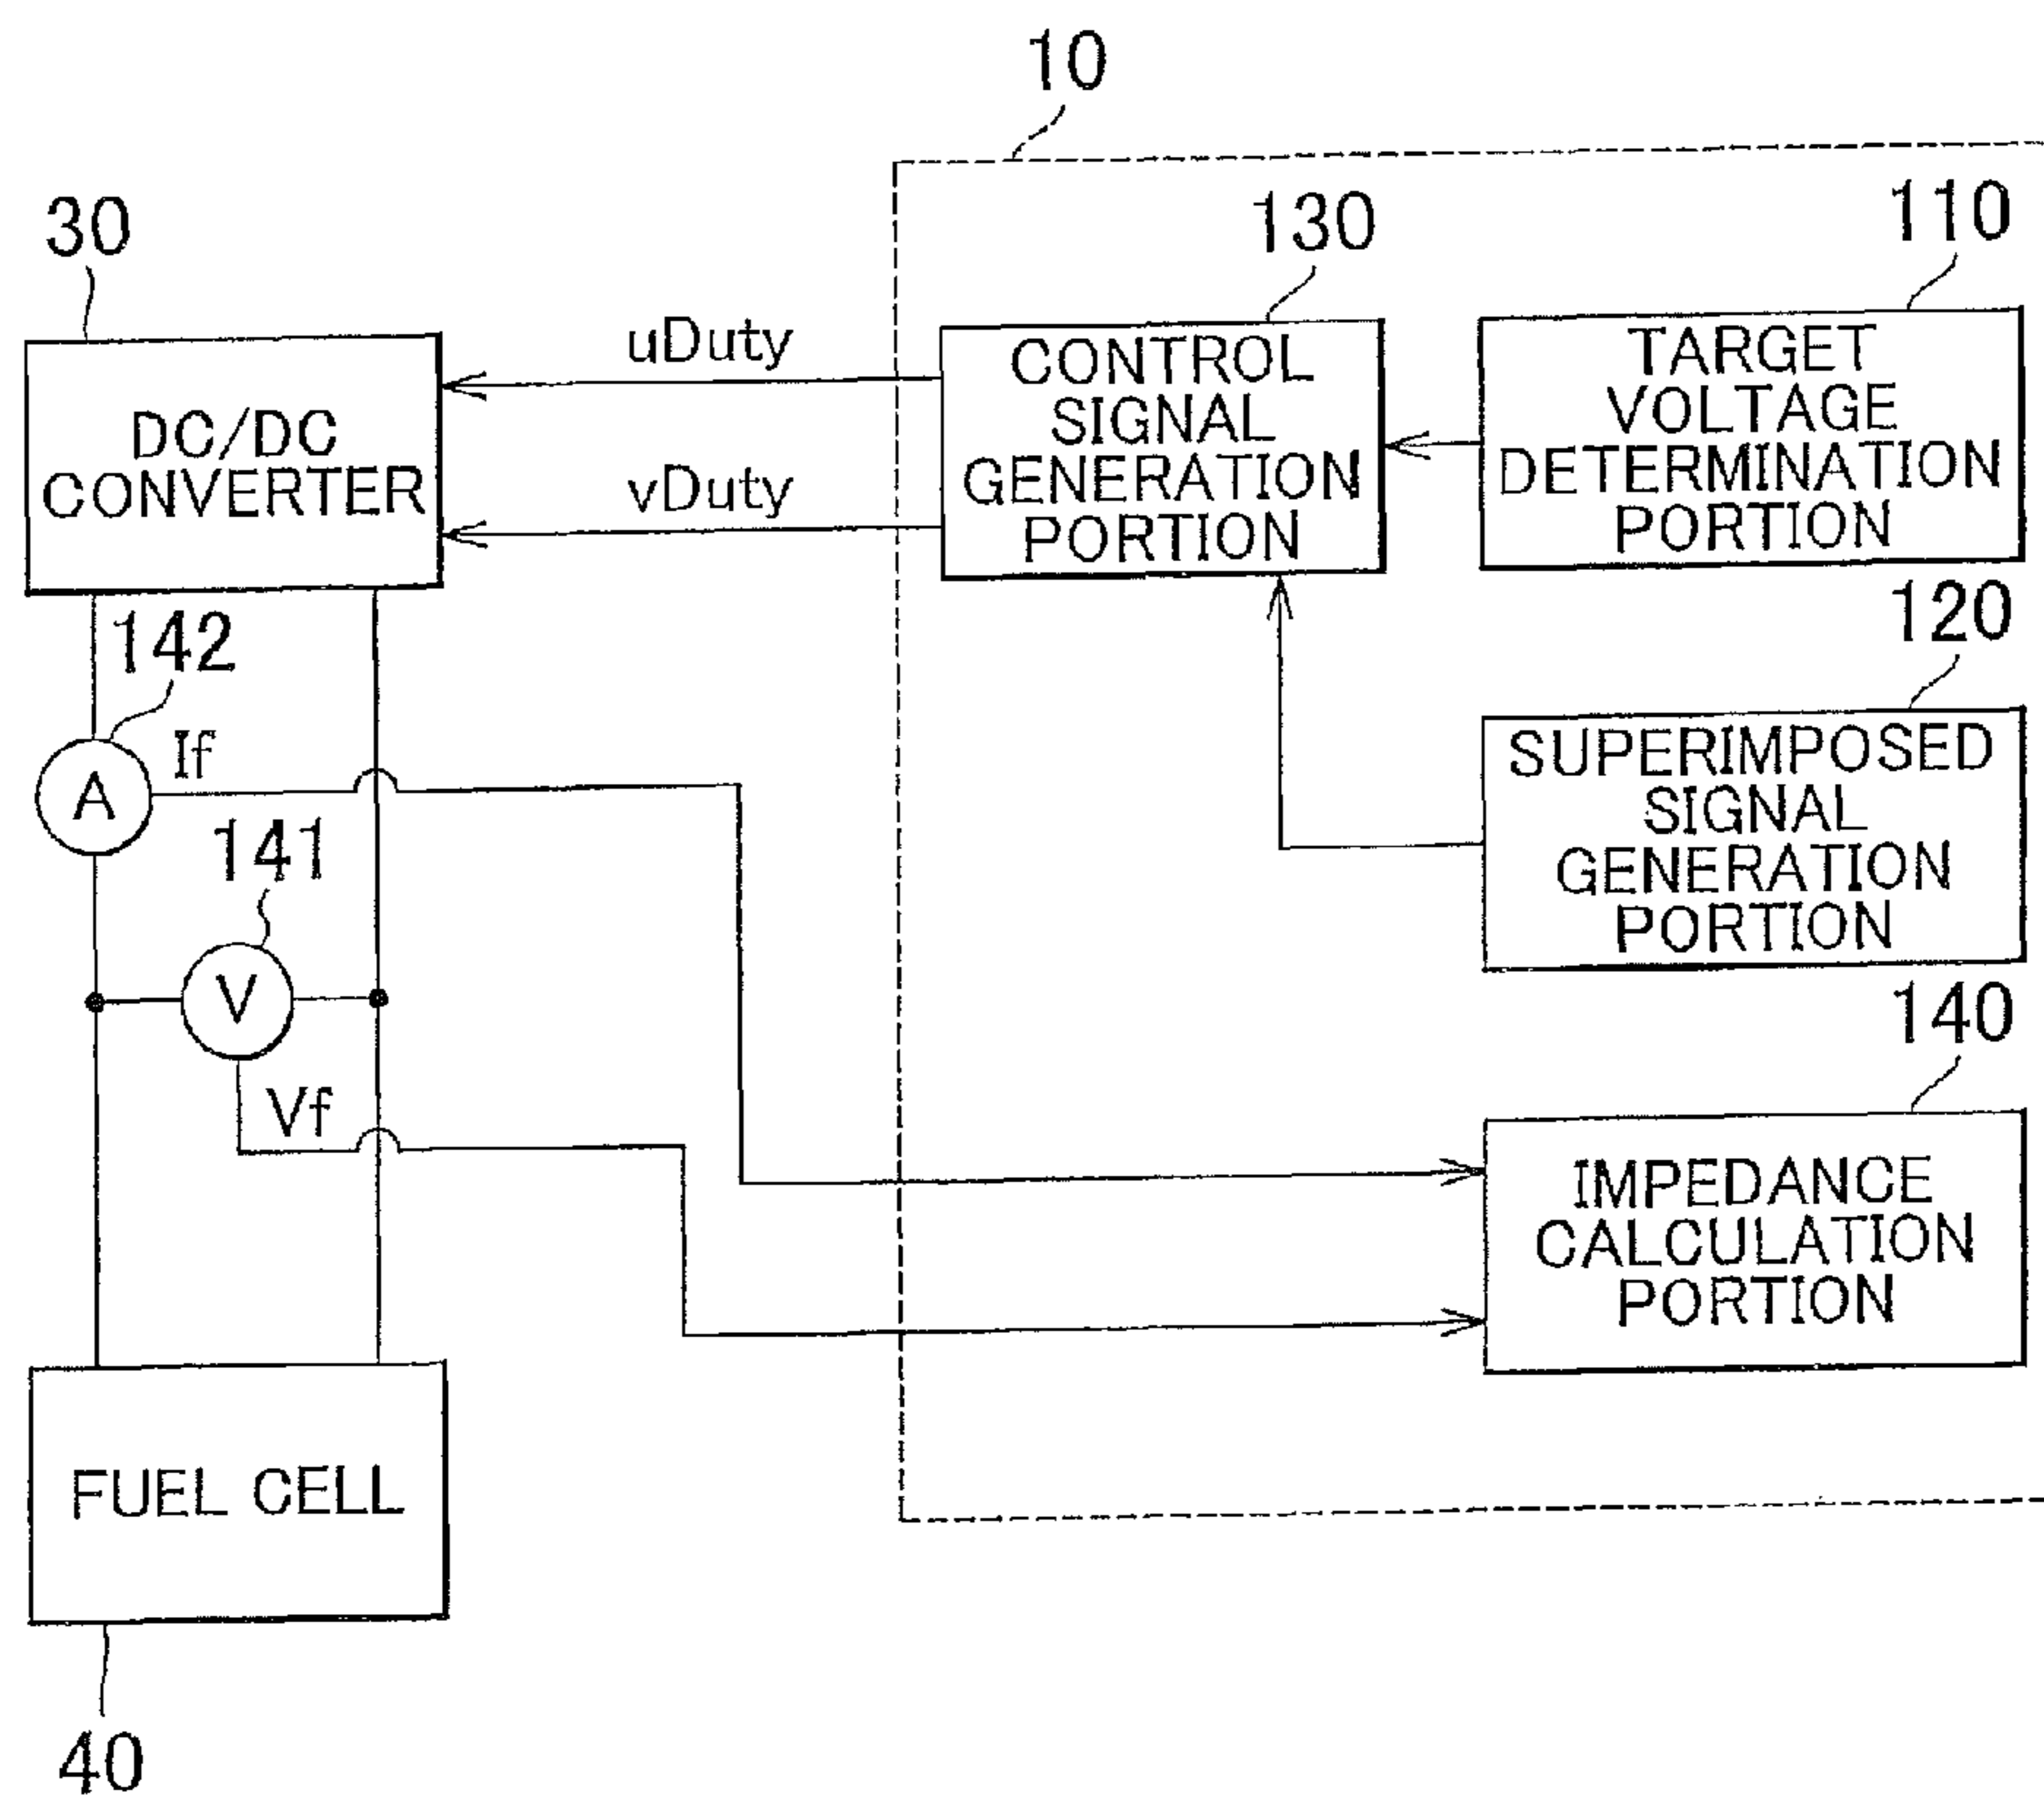 10
30
130
110
uDuty
vDuty
DC/DC
CONVERTER
CONTROL
SIGNAL
GENERATION
PORTION
TARGET
VOLTAGE
DETERMINATION
PORTION
142
If
A
120
SUPERIMPOSED
SIGNAL
GENERATION
PORTION
141
V
Vf
140
IMPEDANCE
CALCULATION
PORTION
FUEL CELL
40